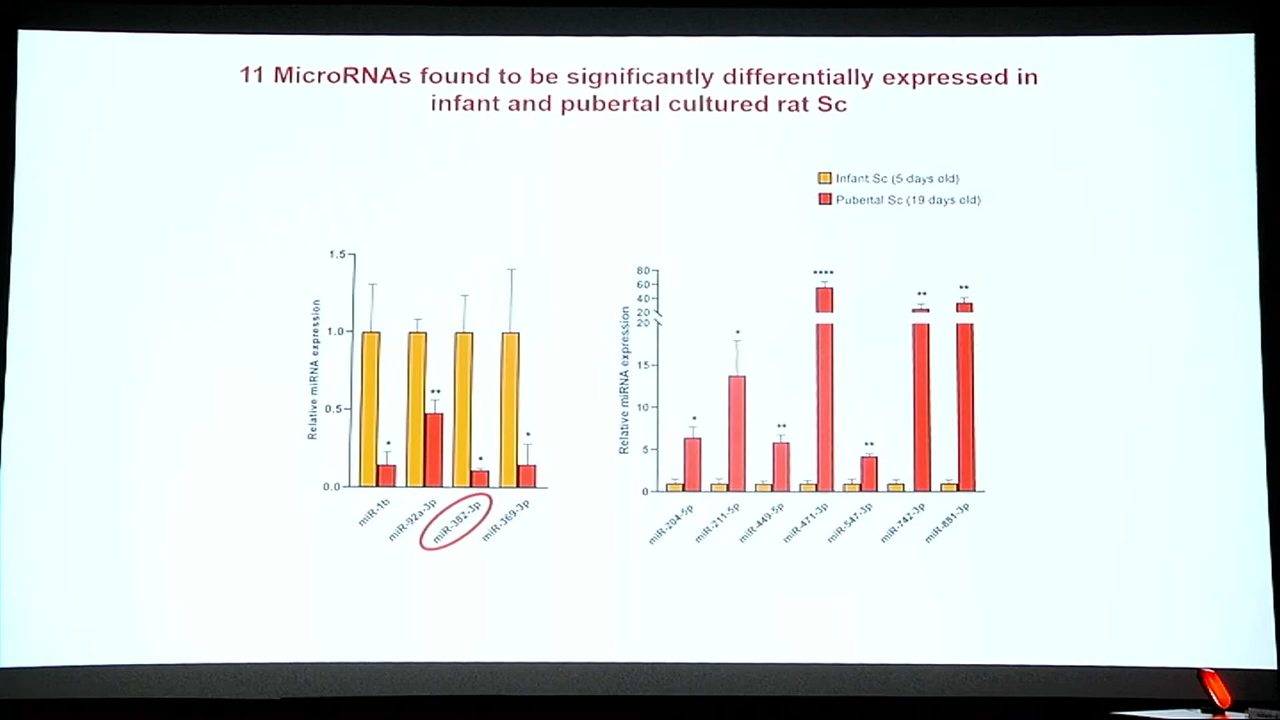 11 MicroRNAs found to be significantly differentially expressed in
infant and pubertal cultured rat Sc
Infant Sc (5 days old)
Pubertal Sc (19 days old)
Relative miRNA expression
1.5
1.0
0.5
0.0
*
**
*
*
miR-1b
miR-92a-3p
miR-382-3p
miR-369-3p
Relative miRNA expression
80
60
40
20
20
15
10
5
0
*
*
**
****
**
**
**
miR-204-5p
miR-211-5p
miR-449-5p
miR-471-3p
miR-547-3p
miR-742-3p
miR-881-3p